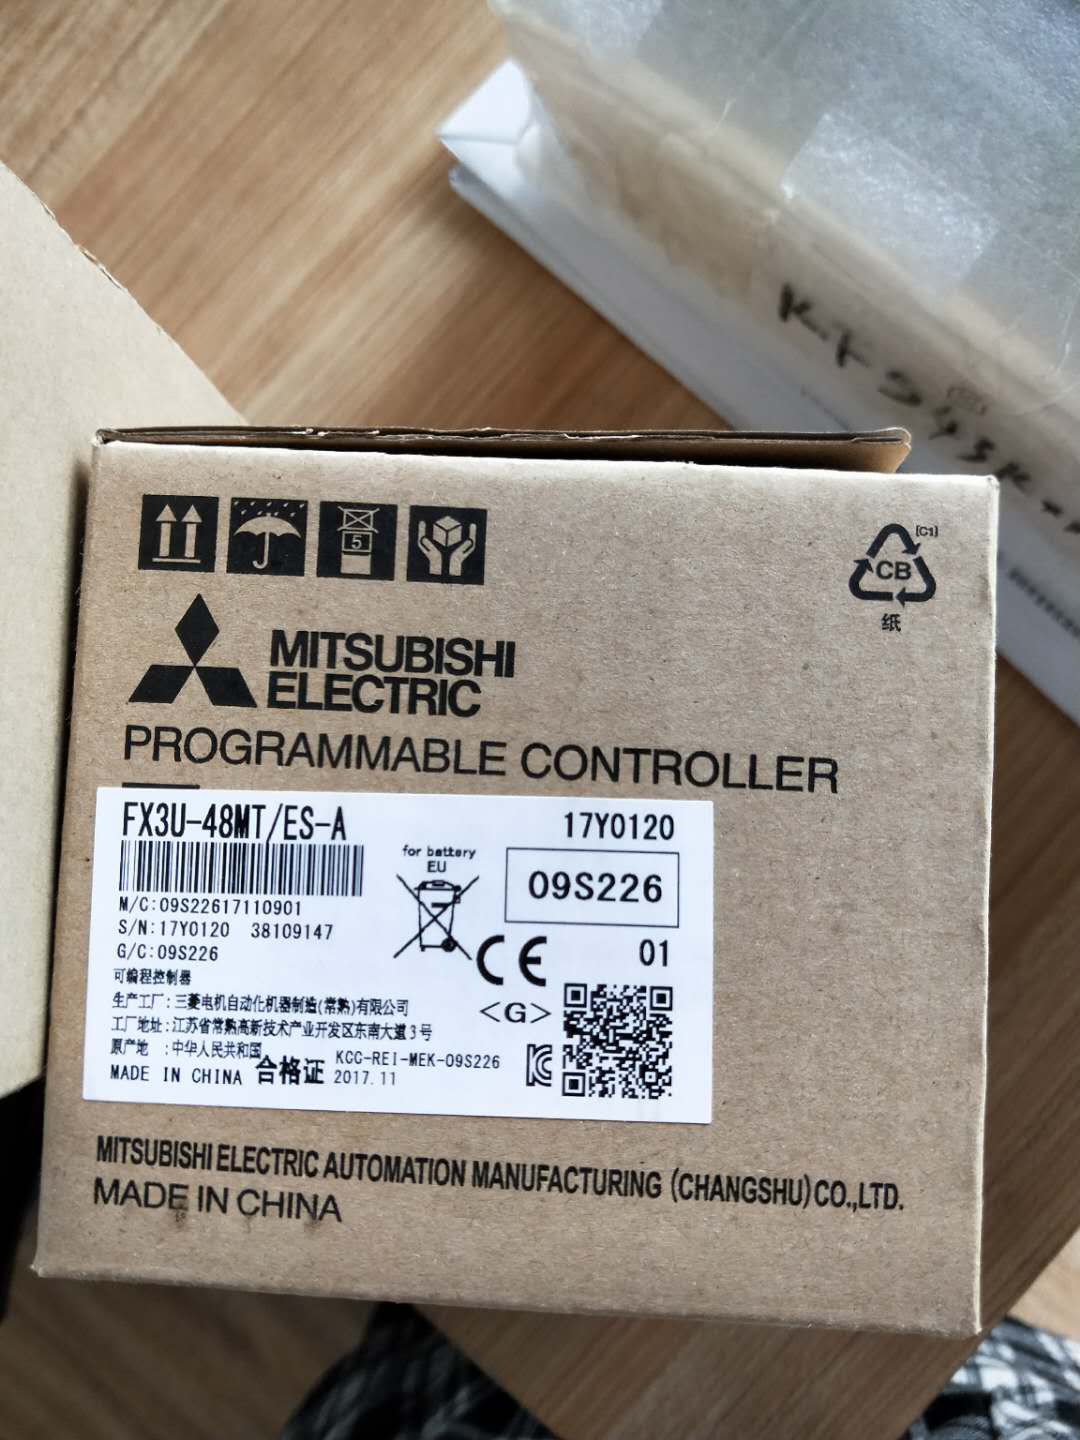 5
[C1]
CB
纸
MITSUBISHI
ELECTRIC
PROGRAMMABLE CONTROLLER
FX3U-48MT/ES-A
17Y0120
for battery
EU
09S226
M/C:09S22617110901
S/N:17Y0120 38109147
G/C:09S226
CE
01
可编程控制器
<G>
生产工厂:三菱电机自动化机器制造(常熟)有限公司
工厂地址:江苏省常熟高新技术产业开发区东南大道3号
原产地 :中华人民共和国
合格证
KCC-REI-MEK-09S226
MADE IN CHINA
2017.11
MITSUBISHI ELECTRIC AUTOMATION MANUFACTURING (CHANGSHU) CO.,LTD.
MADE IN CHINA